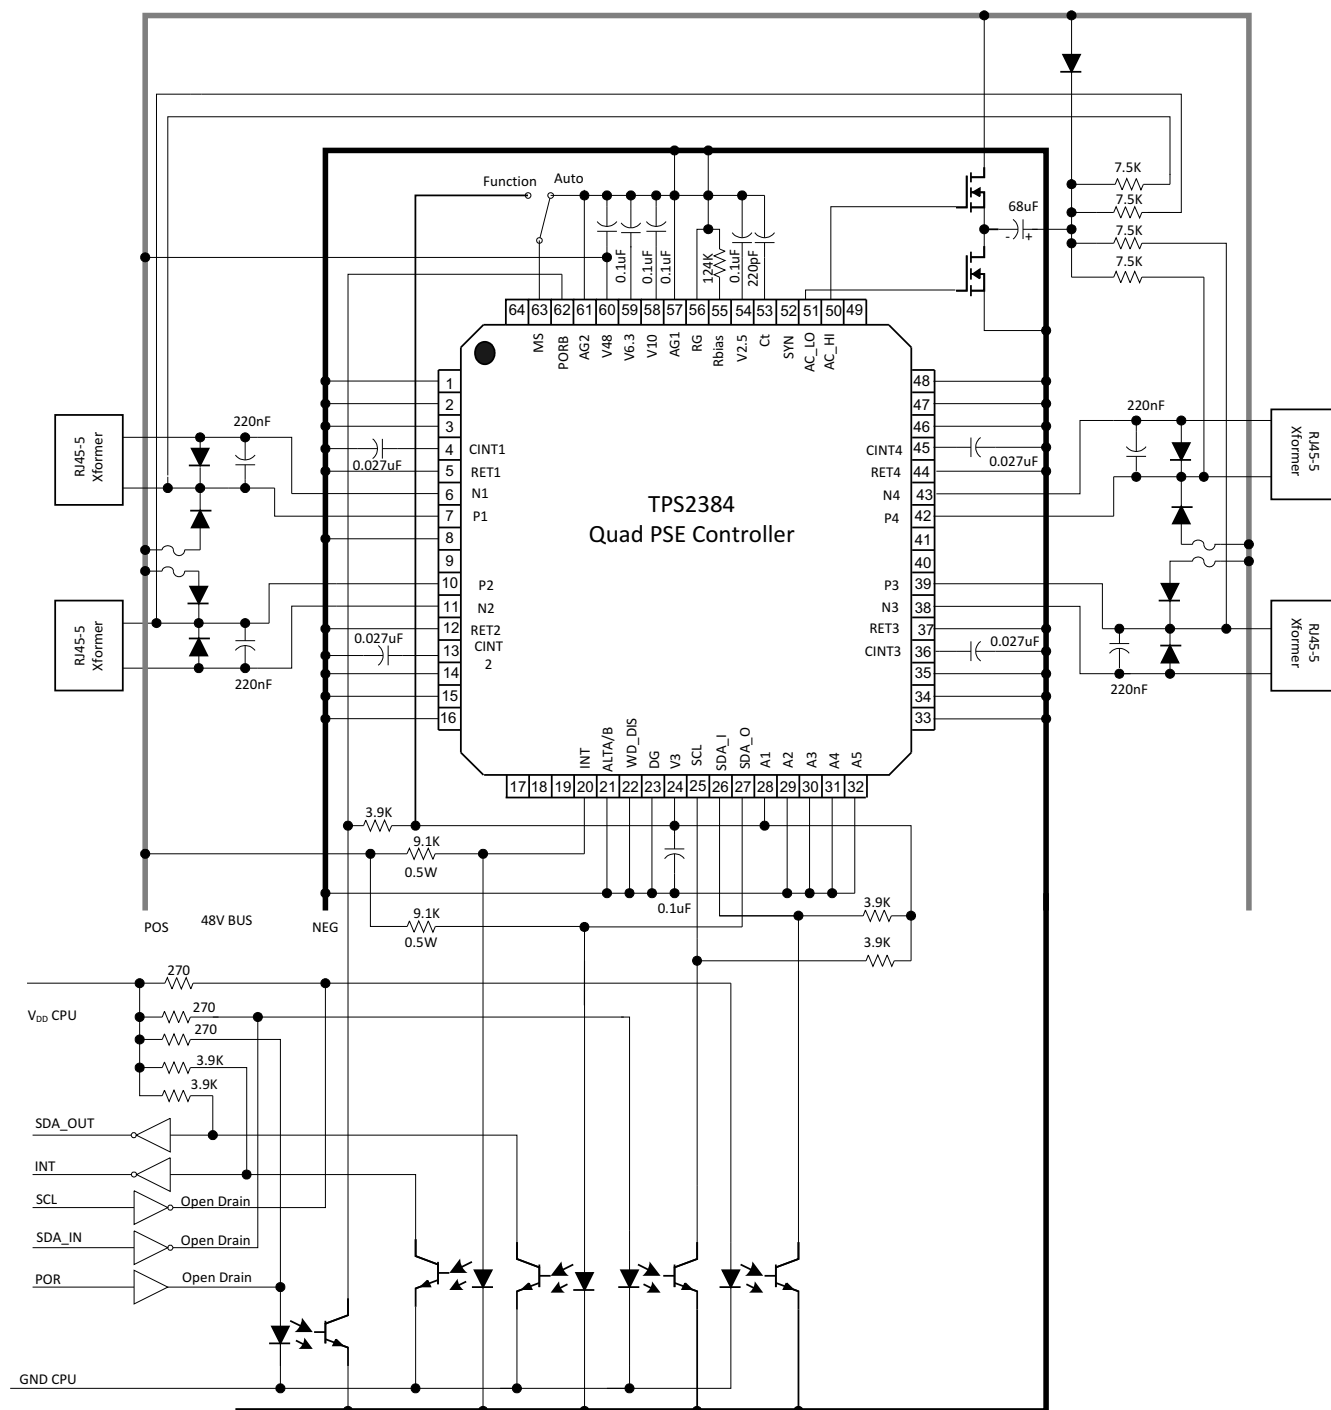 7.5K
7.5K
7.5K
7.5K
68uF
- +
Function
Auto
0.1uF
0.1uF
0.1uF
124K
0.1uF
220pF
64 63 62 61 60 59 58 57 56 55 54 53 52 51 50 49
MS
PORB
AG2
V48
V6.3
V10
AG1
RG
Rbias
V2.5
Ct
SYN
AC_LO
AC_HI
1
2
3
4 CINT1
5 RET1
6 N1
7 P1
8
9
10 P2
11 N2
12 RET2
13 CINT
2
14
15
16
48
47
46
CINT4 45
RET4 44
N4 43
P4 42
41
40
P3 39
N3 38
RET3 37
CINT3 36
35
34
33
TPS2384
Quad PSE Controller
RJ45-5
Xformer
220nF
0.027uF
RJ45-5
Xformer
220nF
0.027uF
220nF
0.027uF
RJ45-5
Xformer
220nF
0.027uF
RJ45-5
Xformer
INT
ALTA/B
WD_DIS
DG
V3
SCL
SDA_I
SDA_O
A1
A2
A3
A4
A5
17 18 19 20 21 22 23 24 25 26 27 28 29 30 31 32
3.9K
9.1K
0.5W
0.1uF
3.9K
9.1K
0.5W
3.9K
POS
48V BUS
NEG
270
VDD CPU
270
270
3.9K
3.9K
SDA_OUT
INT
SCL
Open Drain
SDA_IN
Open Drain
POR
Open Drain
GND CPU